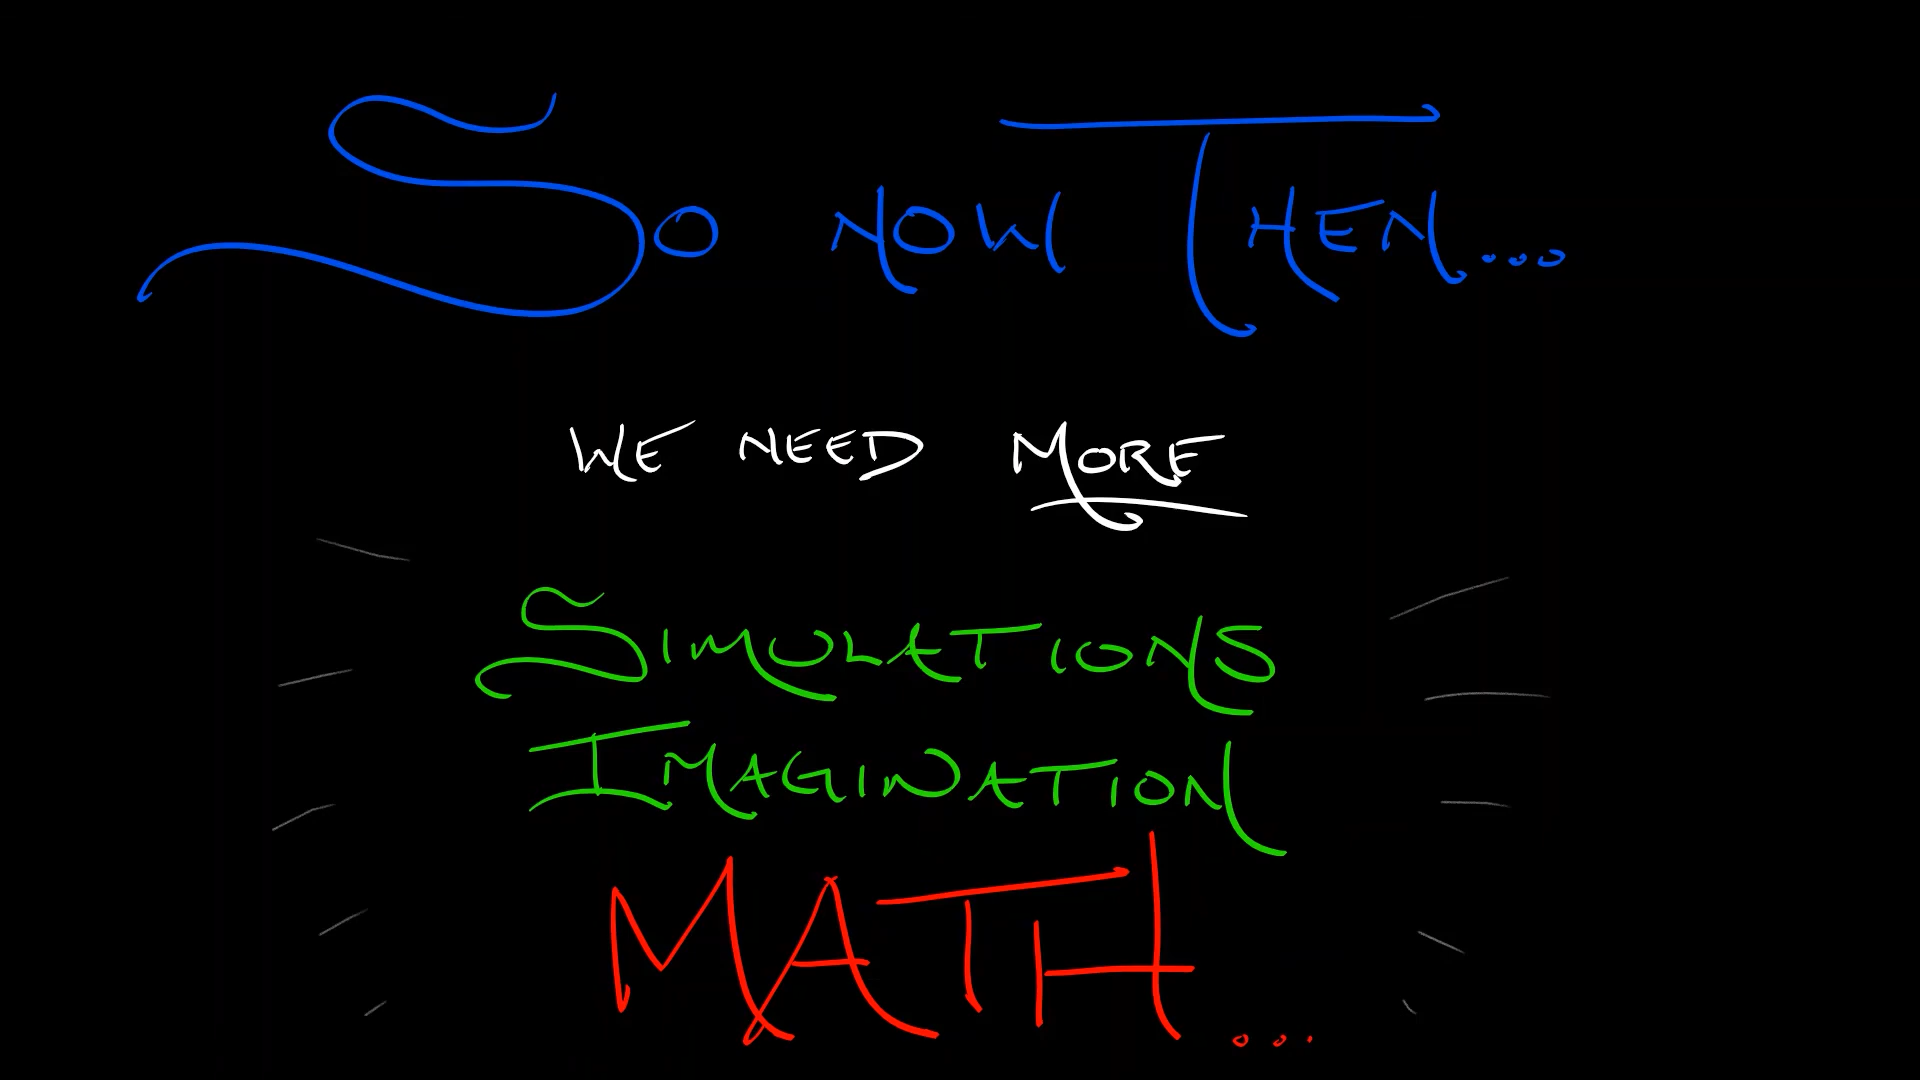 So NOW THEN...
WE NEED MORE
SIMULATIONS
IMAGINATION
MATH...